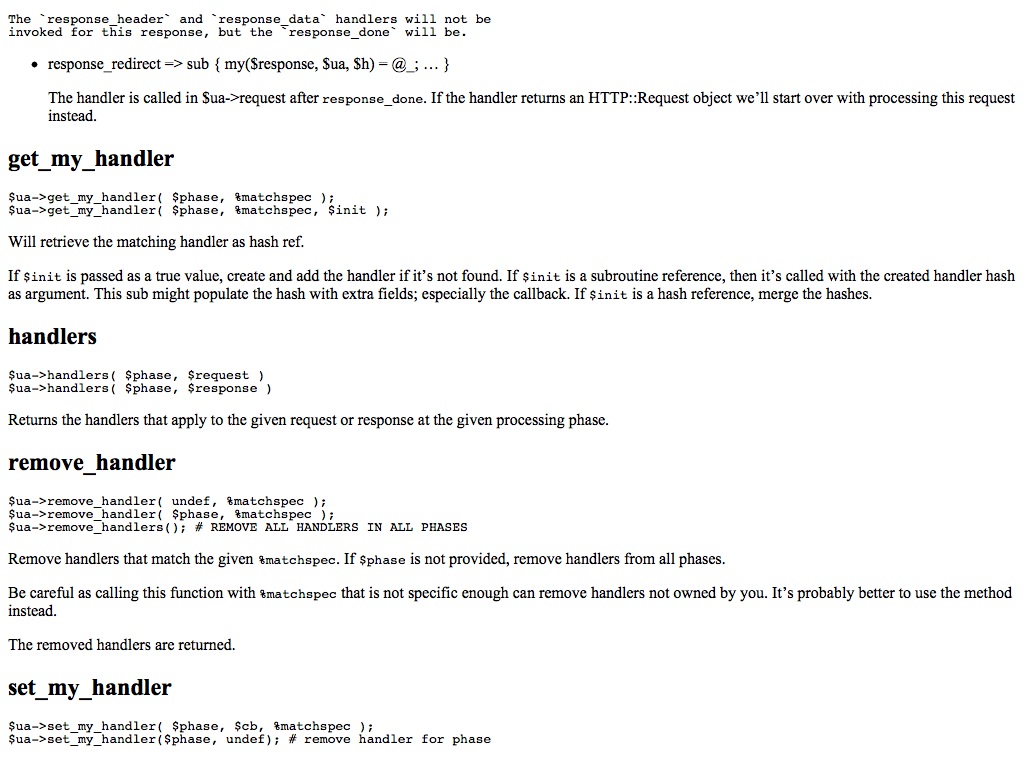 The `response_header` and `response_data` handlers will not be
invoked for this response, but the `response_done` will be.
• response_redirect => sub { my($response, $ua, $h) = @_; … }
The handler is called in $ua->request after response_done. If the handler returns an HTTP::Request object we’ll start over with processing this request
instead.
get_my_handler
$ua->get_my_handler( $phase, %matchspec );
$ua->get_my_handler( $phase, %matchspec, $init );
Will retrieve the matching handler as hash ref.
If $init is passed as a true value, create and add the handler if it’s not found. If $init is a subroutine reference, then it’s called with the created handler hash
as argument. This sub might populate the hash with extra fields; especially the callback. If $init is a hash reference, merge the hashes.
handlers
$ua->handlers( $phase, $request )
$ua->handlers( $phase, $response )
Returns the handlers that apply to the given request or response at the given processing phase.
remove_handler
$ua->remove_handler( undef, %matchspec );
$ua->remove_handler( $phase, %matchspec );
$ua->remove_handlers(); # REMOVE ALL HANDLERS IN ALL PHASES
Remove handlers that match the given %matchspec. If $phase is not provided, remove handlers from all phases.
Be careful as calling this function with %matchspec that is not specific enough can remove handlers not owned by you. It’s probably better to use the method
instead.
The removed handlers are returned.
set_my_handler
$ua->set_my_handler( $phase, $cb, %matchspec );
$ua->set_my_handler($phase, undef); # remove handler for phase